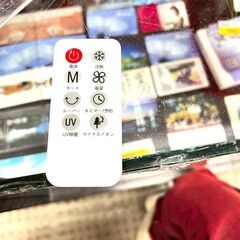 電源 冷風
M
モード 風量
ルーバー タイマー/予約
UV
UV除菌 マイナスイオン